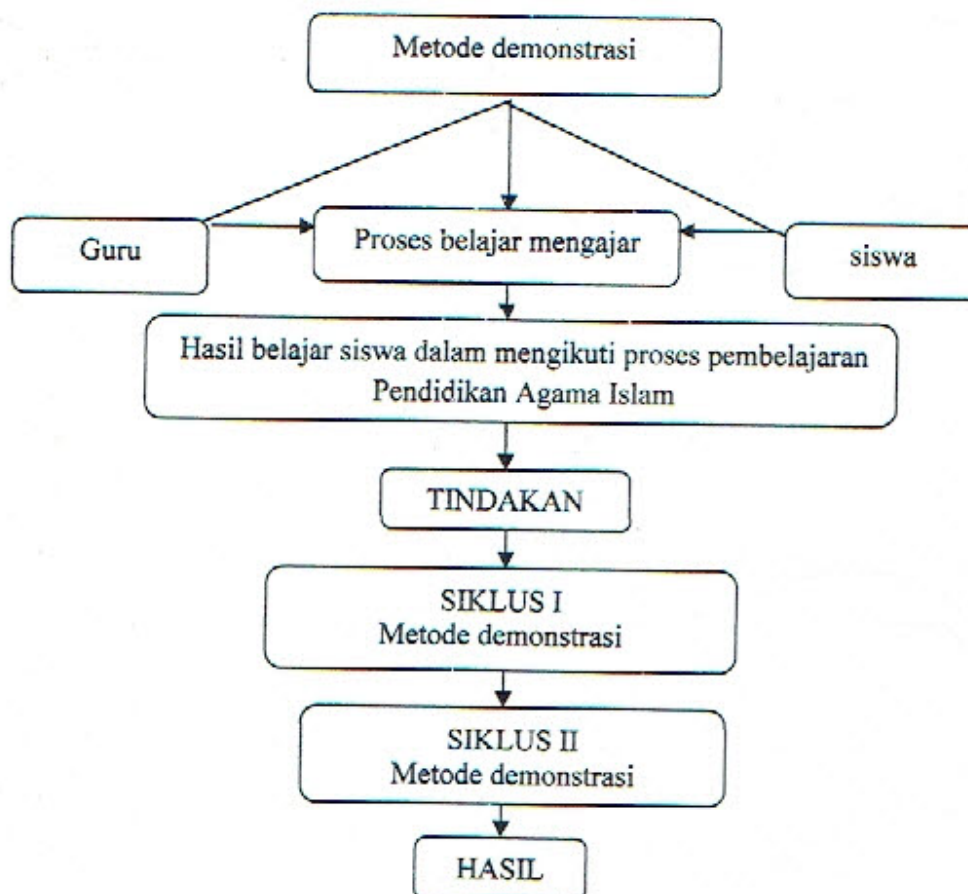 Metode demonstrasi
Guru
Proses belajar mengajar
siswa
Hasil belajar siswa dalam mengikuti proses pembelajaran
Pendidikan Agama Islam
TINDAKAN
SIKLUS I
Metode demonstrasi
SIKLUS II
Metode demonstrasi
HASIL